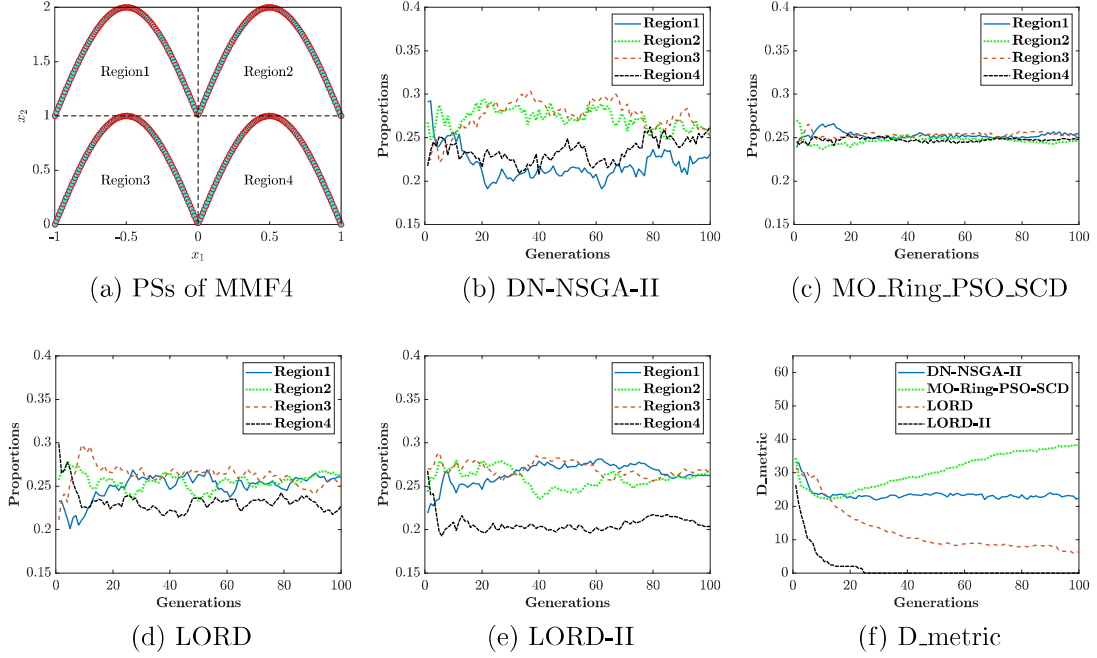 2
1.5
1
0.5
0
x2
Region1
Region2
Region3
Region4
-1
-0.5
0
0.5
1
x1
(a) PSs of MMF4
0.4
0.35
0.3
0.25
0.2
0.15
Proportions
Region1
Region2
Region3
Region4
0
20
40
60
80
100
Generations
(b) DN-NSGA-II
0.4
0.35
0.3
0.25
0.2
0.15
Proportions
Region1
Region2
Region3
Region4
0
20
40
60
80
100
Generations
(c) MO_Ring_PSO_SCD
0.4
0.35
0.3
0.25
0.2
0.15
Proportions
Region1
Region2
Region3
Region4
0
20
40
60
80
100
Generations
(d) LORD
0.4
0.35
0.3
0.25
0.2
0.15
Proportions
Region1
Region2
Region3
Region4
0
20
40
60
80
100
Generations
(e) LORD-II
60
50
40
30
20
10
0
D_metric
DN-NSGA-II
MO-Ring-PSO-SCD
LORD
LORD-II
0
20
40
60
80
100
Generations
(f) D_metric